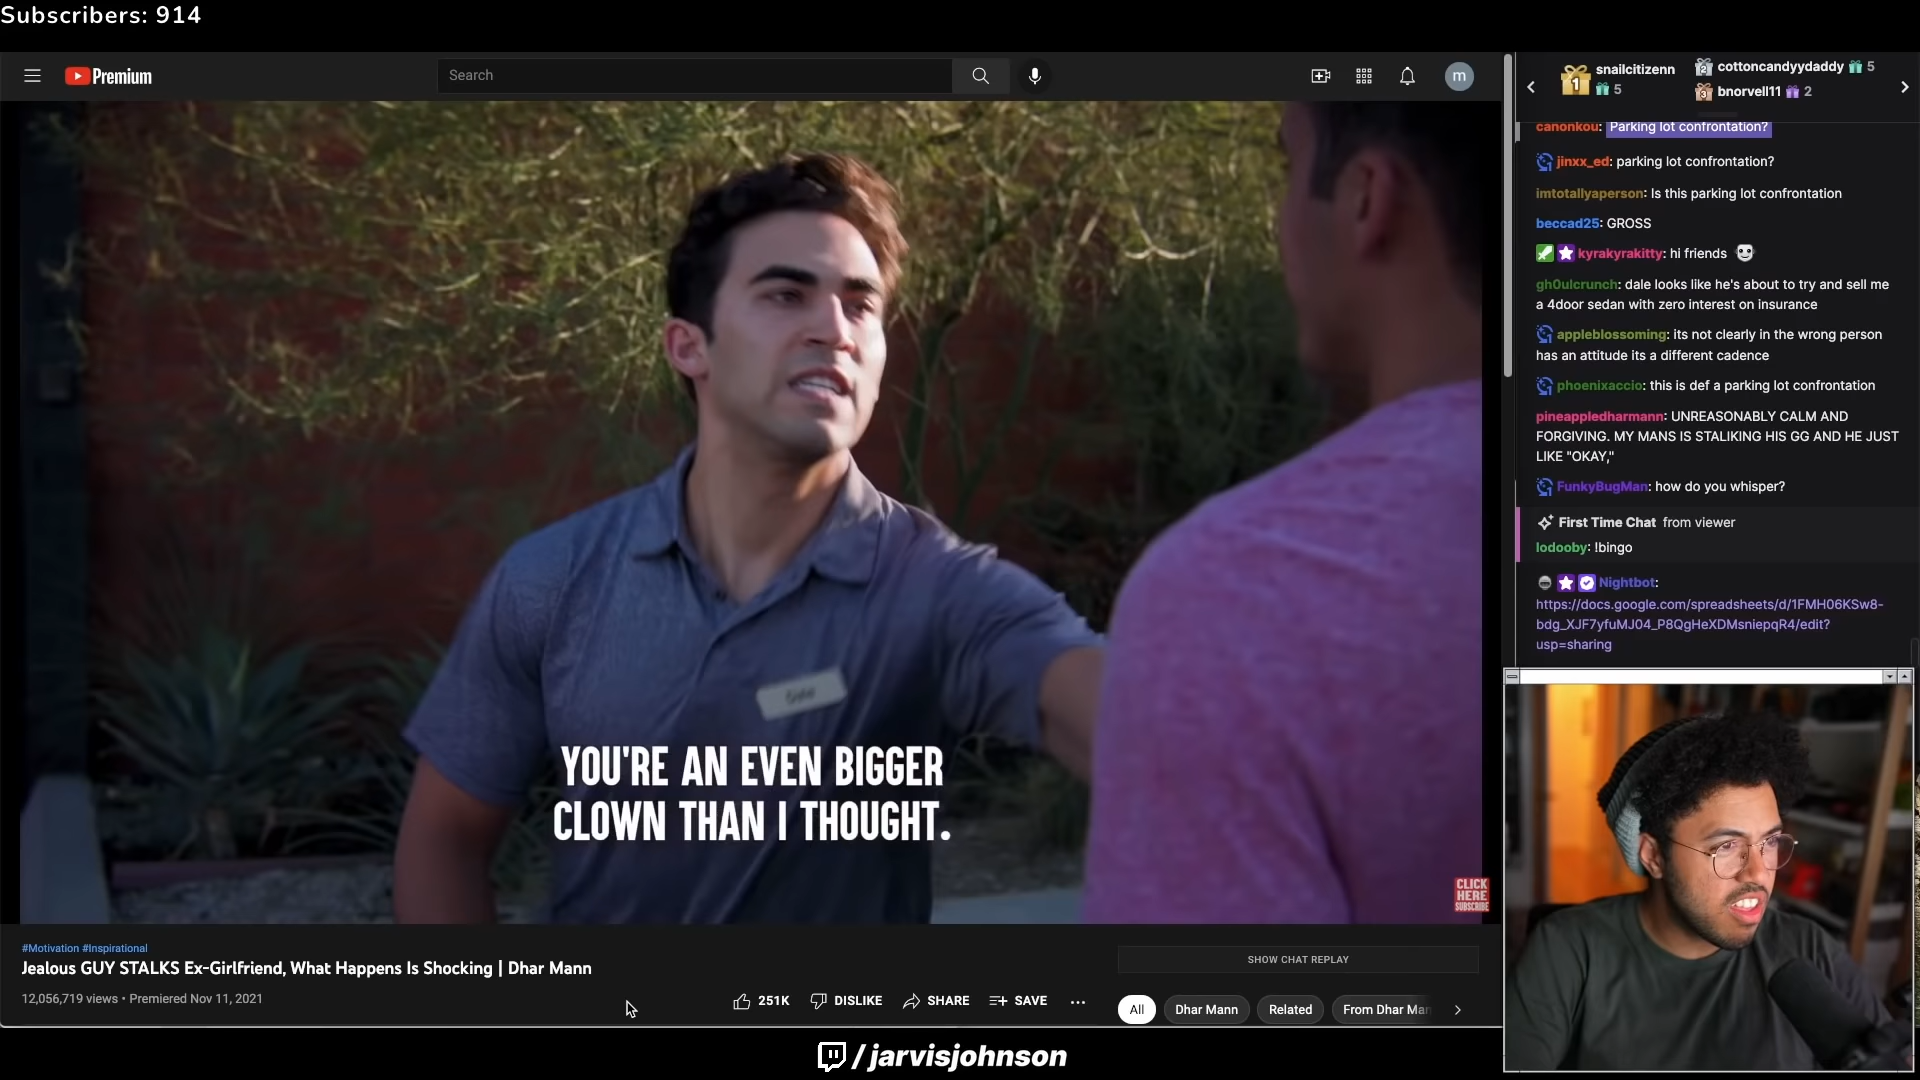 Subscribers: 914
Premium
Search
m
1
snailcitizenn
5
2
cottoncandyydaddy 5
3
bnorvell11 2
canonkou: Parking lot confrontation?
jinxx_ed: parking lot confrontation?
imtotallyaperson: Is this parking lot confrontation
beccad25: GROSS
kyrakyrakitty: hi friends
gh0ulcrunch: dale looks like he's about to try and sell me
a 4door sedan with zero interest on insurance
appleblossoming: its not clearly in the wrong person
has an attitude its a different cadence
phoenixaccio: this is def a parking lot confrontation
pineappledharmann: UNREASONABLY CALM AND
FORGIVING. MY MANS IS STALIKING HIS GG AND HE JUST
LIKE "OKAY,"
FunkyBugMan: how do you whisper?
First Time Chat from viewer
lodooby: !bingo
Nightbot:
https://docs.google.com/spreadsheets/d/1FMH06KSw8-
bdg_XJF7yfuMJ04_P8QgHeXDMsniepqR4/edit?
usp=sharing
YOU'RE AN EVEN BIGGER
CLOWN THAN I THOUGHT.
CLICK
HERE
SUBSCRIBE
#Motivation #Inspirational
Jealous GUY STALKS Ex-Girlfriend, What Happens Is Shocking | Dhar Mann
12,056,719 views • Premiered Nov 11, 2021
251K DISLIKE SHARE SAVE
SHOW CHAT REPLAY
All Dhar Mann Related From Dhar Man
/jarvisjohnson